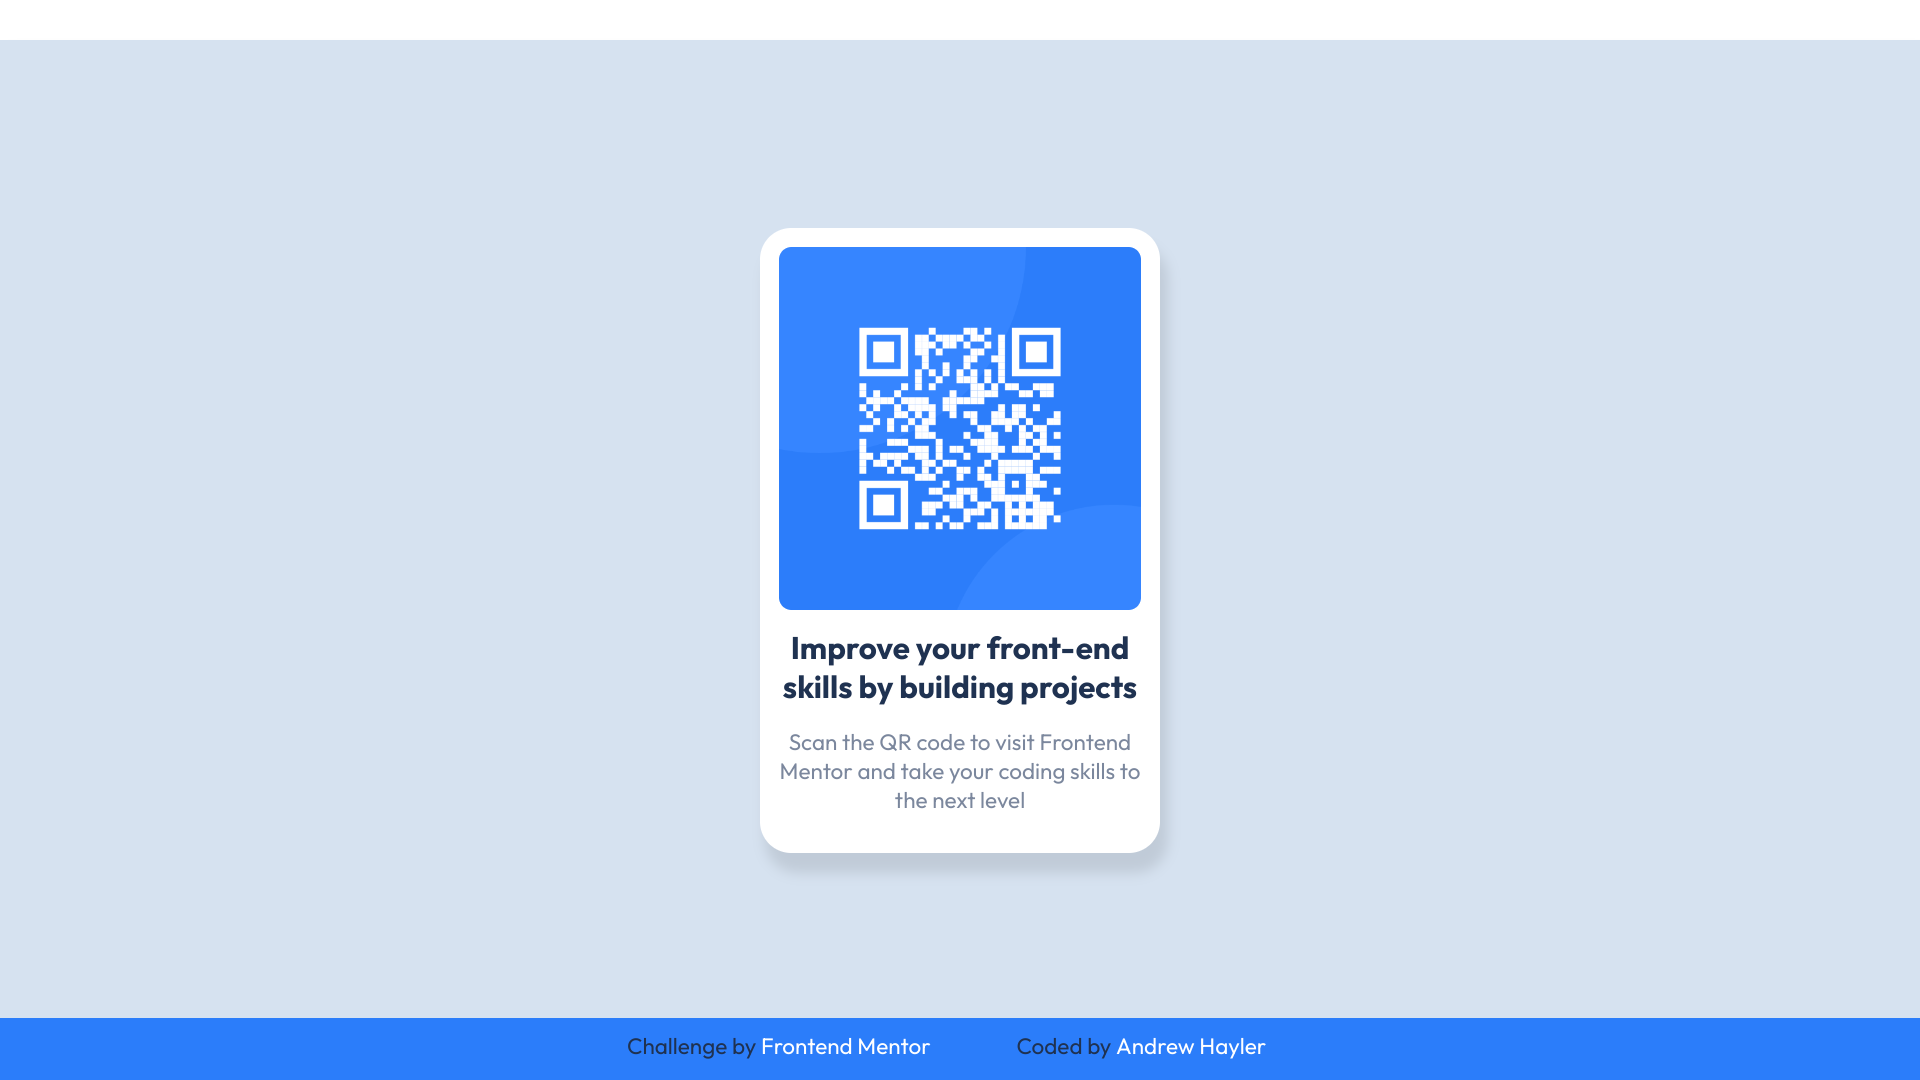 Improve your front-end
skills by building projects
Scan the QR code to visit Frontend
Mentor and take your coding skills to
the next level
Challenge by Frontend Mentor
Coded by Andrew Hayler